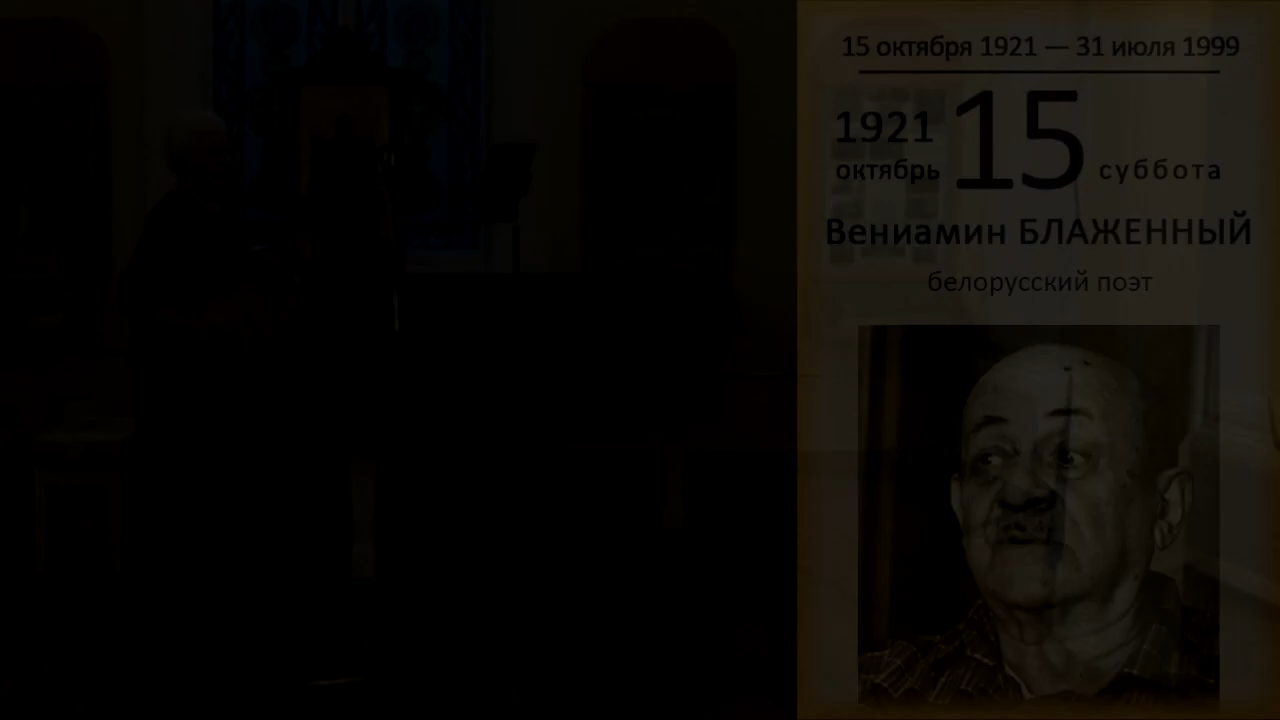 15 октября 1921 — 31 июля 1999
1921
октябрь 15 суббота
Вениамин БЛАЖЕННЫЙ
белорусский поэт